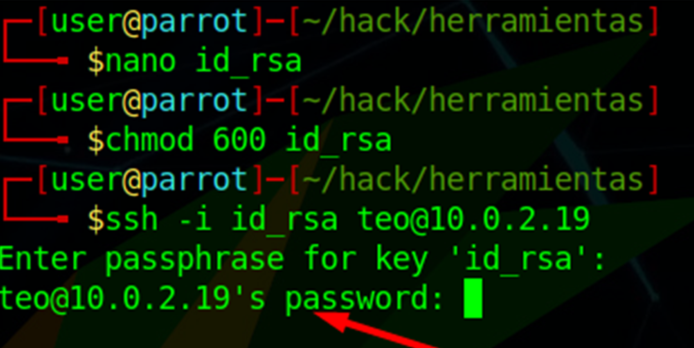 [user@parrot]-[~/hack/herramientas]
$nano id_rsa
[user@parrot]-[~/hack/herramientas]
$chmod 600 id_rsa
[user@parrot]-[~/hack/herramientas]
$ssh -i id_rsa teo@10.0.2.19
Enter passphrase for key 'id_rsa':
teo@10.0.2.19's password: